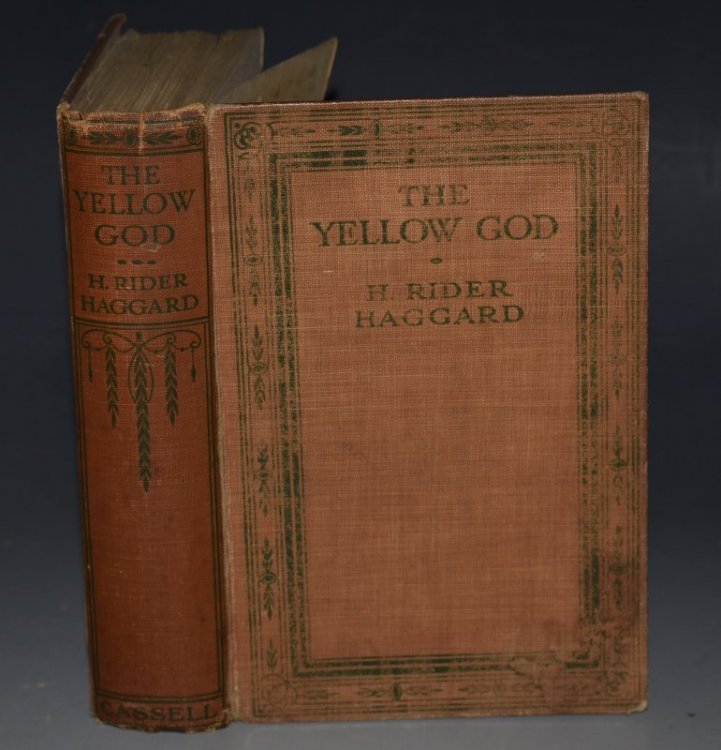 THE
YELLOW
GOD
H. RIDER
HAGGARD
CASSELL
THE
YELLOW GOD
H. RIDER
HAGGARD